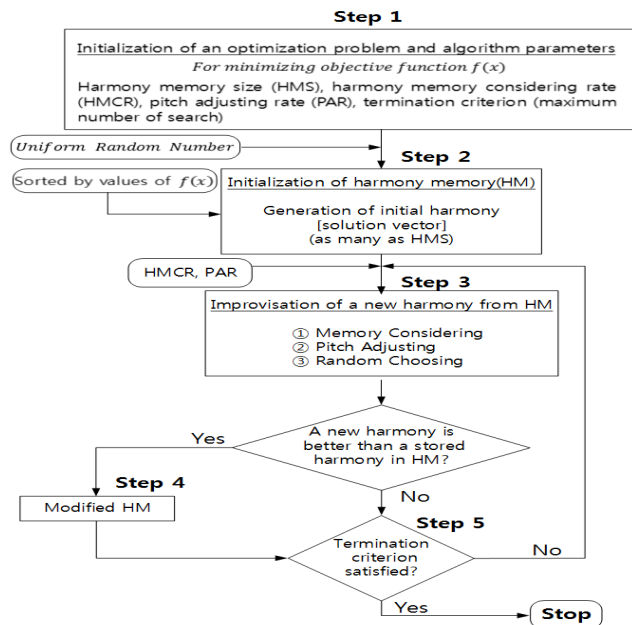 Step 1
Initialization of an optimization problem and algorithm parameters
For minimizing objective function f(x)
Harmony memory size (HMS), harmony memory considering rate
(HMCR), pitch adjusting rate (PAR), termination criterion (maximum
number of search)
Uniform Random Number
Step 2
Sorted by values of f(x)
Initialization of harmony memory(HM)
Generation of initial harmony
[solution vector]
(as many as HMS)
HMCR, PAR
Step 3
Improvisation of a new harmony from HM
① Memory Considering
② Pitch Adjusting
③ Random Choosing
A new harmony is
better than a stored
harmony in HM?
Yes
No
Step 4
Modified HM
Step 5
Termination
criterion
satisfied?
No
Yes
Stop